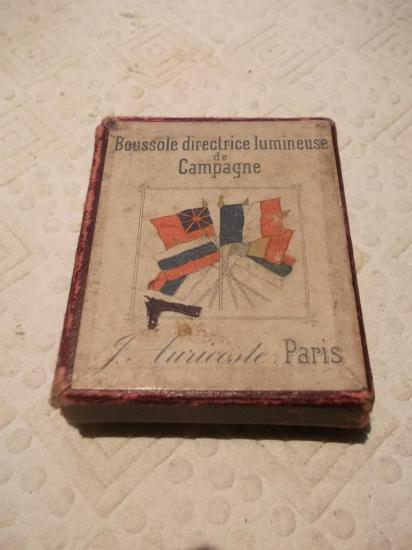 Boussole directrice lumineuse
de
Campagne
J. Auricoste, Paris